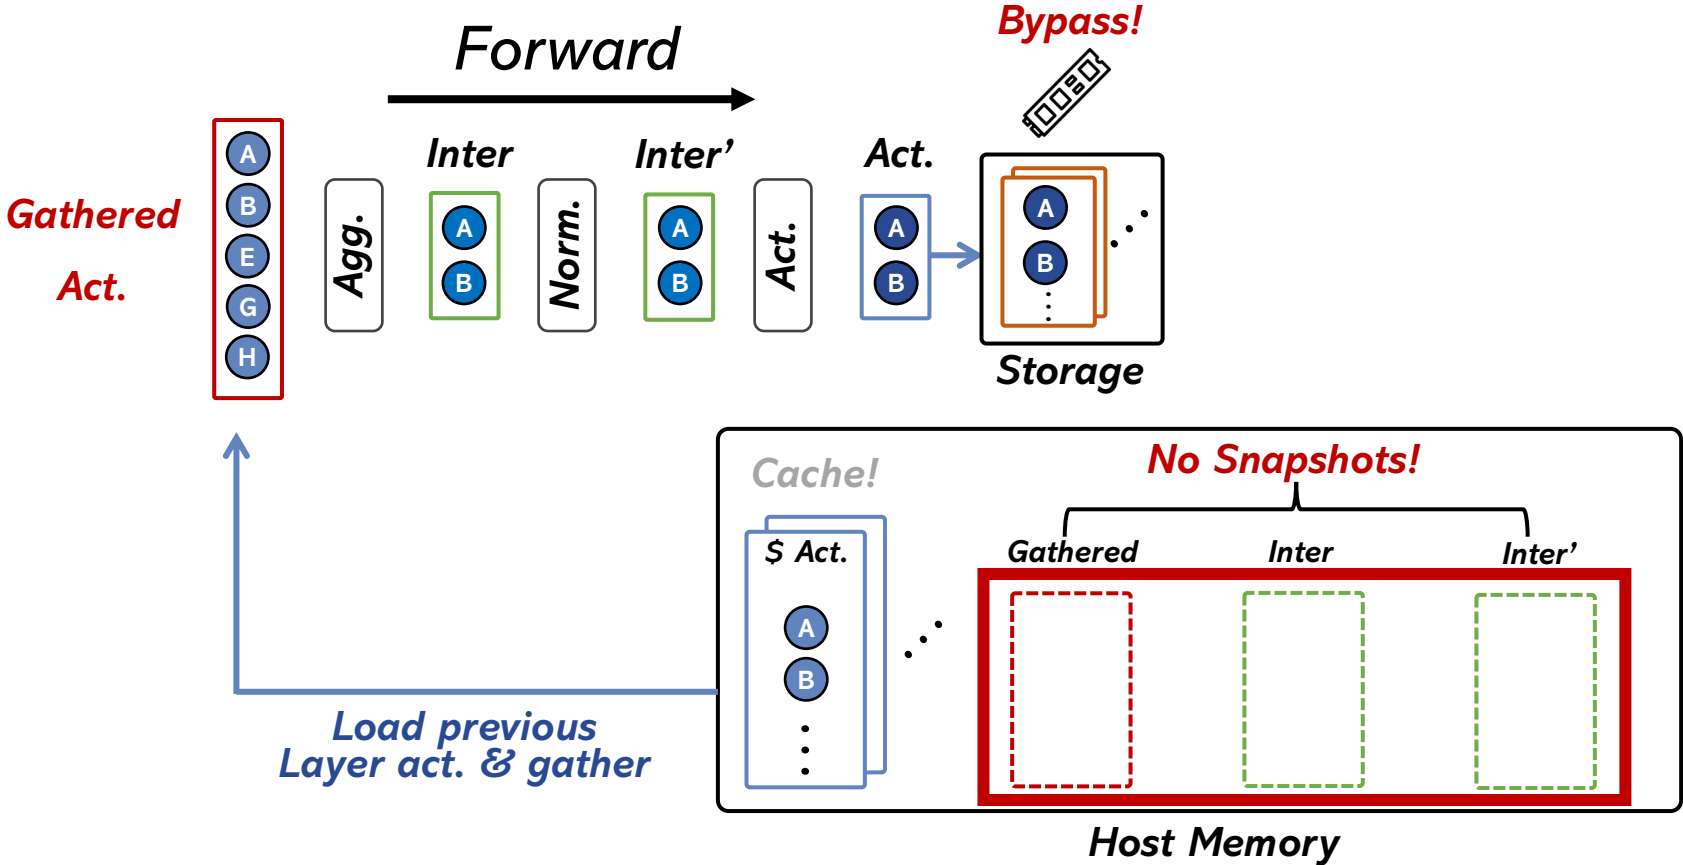 Bypass!
Forward
Inter
Inter’
Act.
A
B
E
G
H
Gathered
Act.
Agg.
A
B
Norm.
A
B
Act.
A
B
A
B
Storage
Cache!
No Snapshots!
$ Act.
Gathered
Inter
Inter’
A
B
Load previous
Layer act. & gather
Host Memory